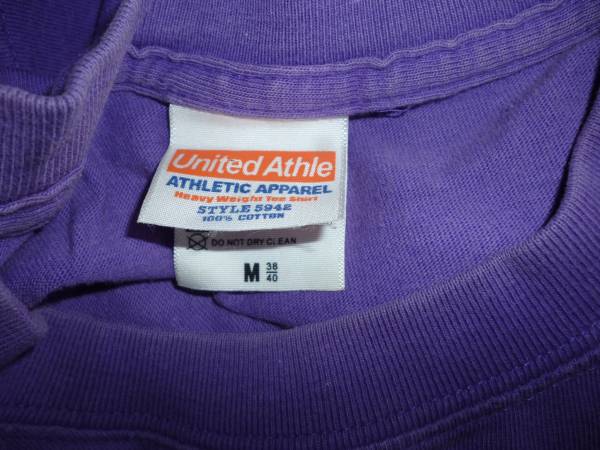 United Athle
ATHLETIC APPAREL
Heavy Weight Tee Shirt
STYLE 5942
100% COTTON
DO NOT DRY CLEAN
M 38/40